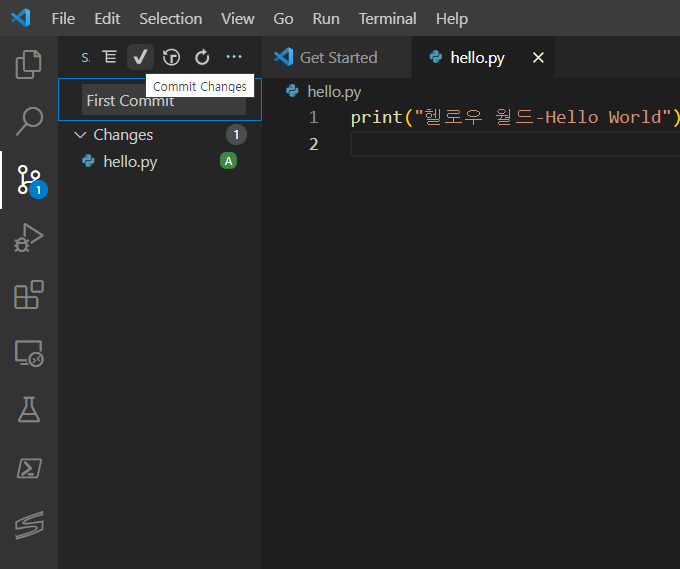 File Edit Selection View Go Run Terminal Help
S.
Get Started
hello.py
Commit Changes
First Commit
Changes 1
hello.py A
1
hello.py
1 print("헬로우 월드-Hello World")
2